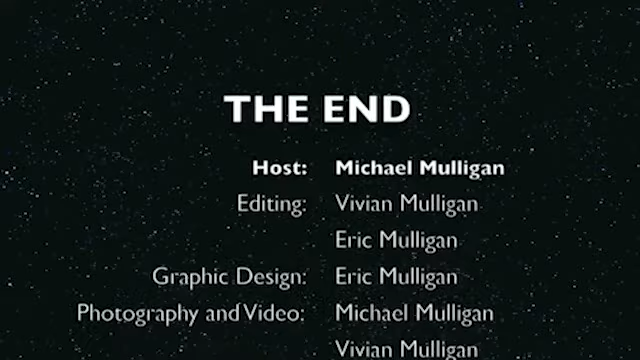 THE END
Host: Michael Mulligan
Editing: Vivian Mulligan
Eric Mulligan
Graphic Design: Eric Mulligan
Photography and Video: Michael Mulligan
Vivian Mulligan